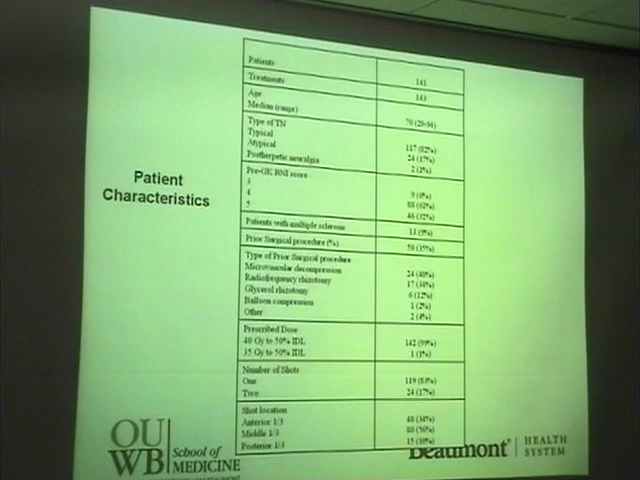 Patient
Characteristics
Patients 141
Treatments 143
Age
Median (range) 70 (29-94)
Type of TN
Typical 117 (82%)
Atypical 24 (17%)
Postherpetic neuralgia 2 (1%)
Pre-GK BNI score
3 9 (6%)
4 88 (62%)
5 46 (32%)
Patients with multiple sclerosis 13 (9%)
Prior Surgical procedure (%) 50 (35%)
Type of Prior Surgical procedure
Microvascular decompression 24 (48%)
Radiofrequency rhizotomy 17 (34%)
Glycerol rhizotomy 6 (12%)
Balloon compression 1 (2%)
Other 2 (4%)
Prescribed Dose
40 Gy to 50% IDL 142 (99%)
35 Gy to 50% IDL 1 (1%)
Number of Shots
One 119 (83%)
Two 24 (17%)
Shot location
Anterior 1/3 48 (34%)
Middle 1/3 80 (56%)
Posterior 1/3 15 (10%)
OU
WB School of
MEDICINE
Beaumont HEALTH
SYSTEM